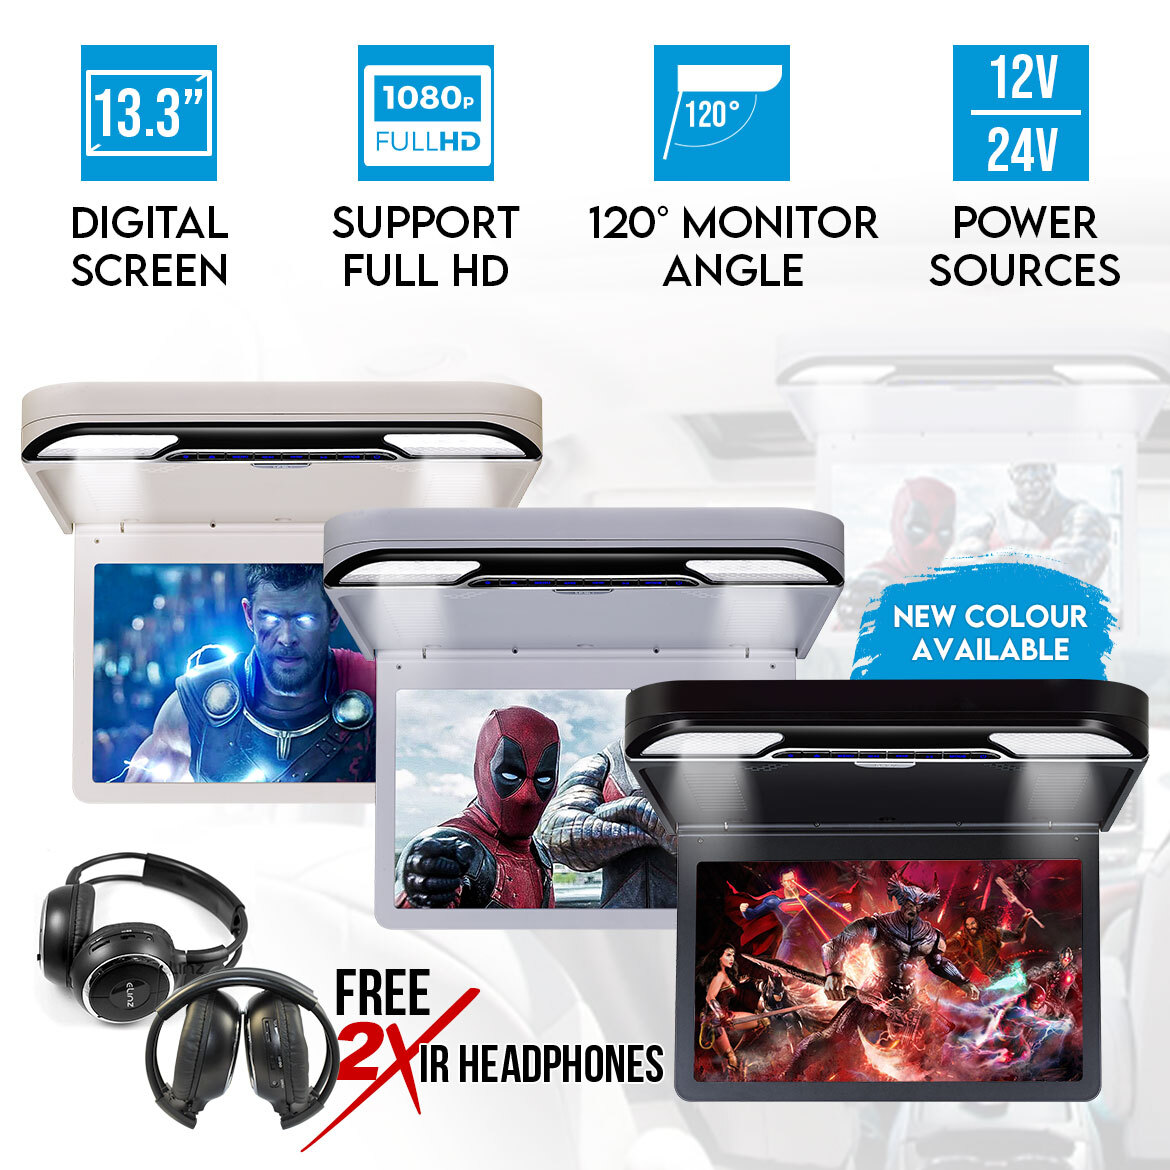 13.3”
1080P
FULLHD
120°
12V
24V
DIGITAL
SCREEN
SUPPORT
FULL HD
120° MONITOR
ANGLE
POWER
SOURCES
NEW COLOUR
AVAILABLE
ELINZ
FREE
2X IR HEADPHONES